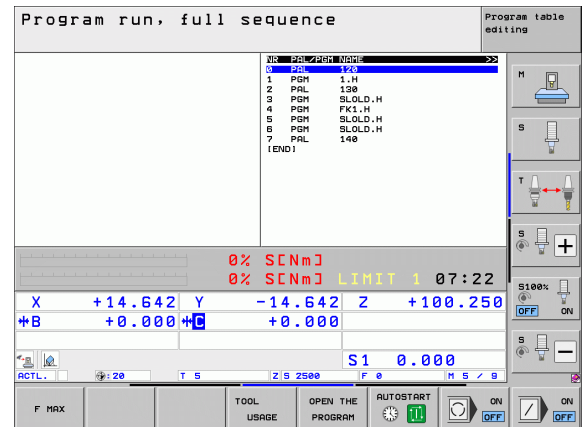 Program run, full sequence
Program table editing
NR PAL/PGM NAME >>
0 PAL 120
1 PGM 1.H
2 PAL 130
3 PGM SLOLD.H
4 PGM FK1.H
5 PGM SLOLD.H
6 PGM SLOLD.H
7 PAL 140
[END]
M
S
T
S
S100%
OFF ON
S
0% S[Nm]
0% S[Nm] LIMIT 1 07:22
X +14.642 Y -14.642 Z +100.250
B +0.000 C +0.000
S1 0.000
ACTL. :20 T 5 Z S 2500 F 0 M 5 / 9
F MAX
TOOL USAGE
OPEN THE PROGRAM
AUTOSTART
ON OFF
ON OFF